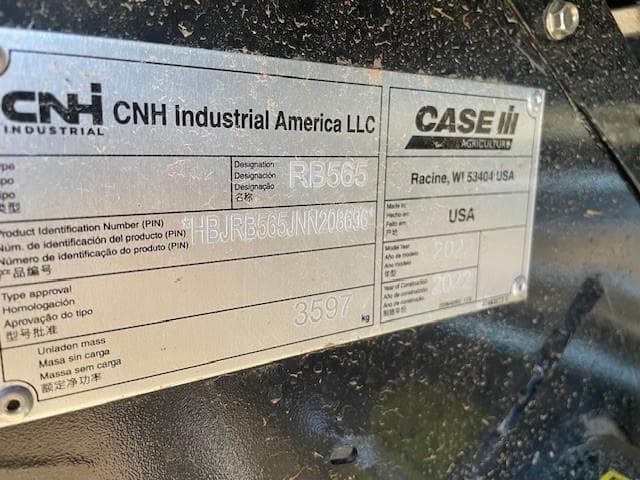 CNH
INDUSTRIAL
CNH Industrial America LLC
Type
Tipo
Tipo
类型
Designation
Designación
Designação
名称
RB565
Product Identification Number (PIN)
Núm. de identificación del producto (PIN)
Número de identificação do produto (PIN)
产品编号
*HBJRB565JNN208696*
Type approval
Homologación
Aprovação do tipo
型号批准
Unladen mass
Masa sin carga
Massa sem carga
额定净功率
3597
kg
CASE IH
AGRICULTURE
Racine, WI 53404 USA
Made in:
Hecho en:
Feito em:
产地
USA
Model Year
Año modelo
Ano modelo
年型
2022
Year of Construction
Año de construcción
Ano de construção
制造年份
2022